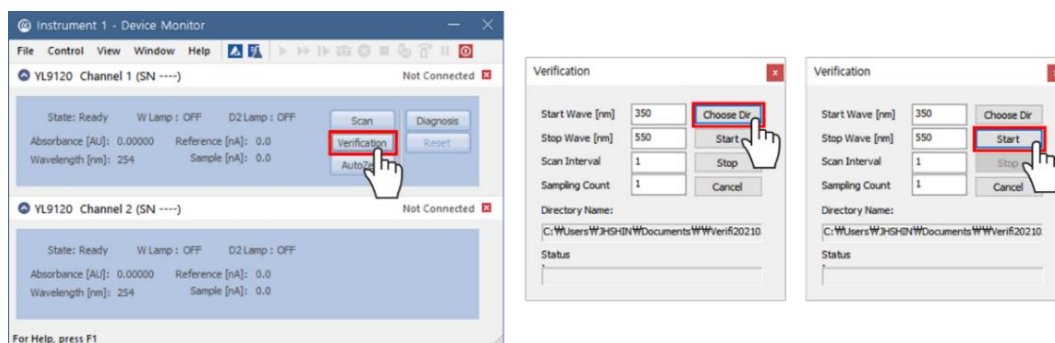 Instrument 1 - Device Monitor
File Control View Window Help
YL9120 Channel 1 (SN ----) Not Connected
State: Ready W Lamp : OFF D2 Lamp : OFF Scan Diagnosis
Absorbance [AU]: 0.00000 Reference [nA]: 0.0 Verification Reset
Wavelength [nm]: 254 Sample [nA]: 0.0
YL9120 Channel 2 (SN ----) Not Connected
State: Ready W Lamp : OFF D2 Lamp : OFF
Absorbance [AU]: 0.00000 Reference [nA]: 0.0
Wavelength [nm]: 254 Sample [nA]: 0.0
For Help, press F1
Verification
Start Wave [nm] 350 Choose Dir
Stop Wave [nm] 550 Start
Scan Interval 1 Stop
Sampling Count 1 Cancel
Directory Name:
C:₩Users₩JHSHIN₩Documents₩₩₩Verifi20210
Status
Verification
Start Wave [nm] 350 Choose Dir
Stop Wave [nm] 550 Start
Scan Interval 1 Stop
Sampling Count 1 Cancel
Directory Name:
C:₩Users₩JHSHIN₩Documents₩₩₩Verifi20210
Status